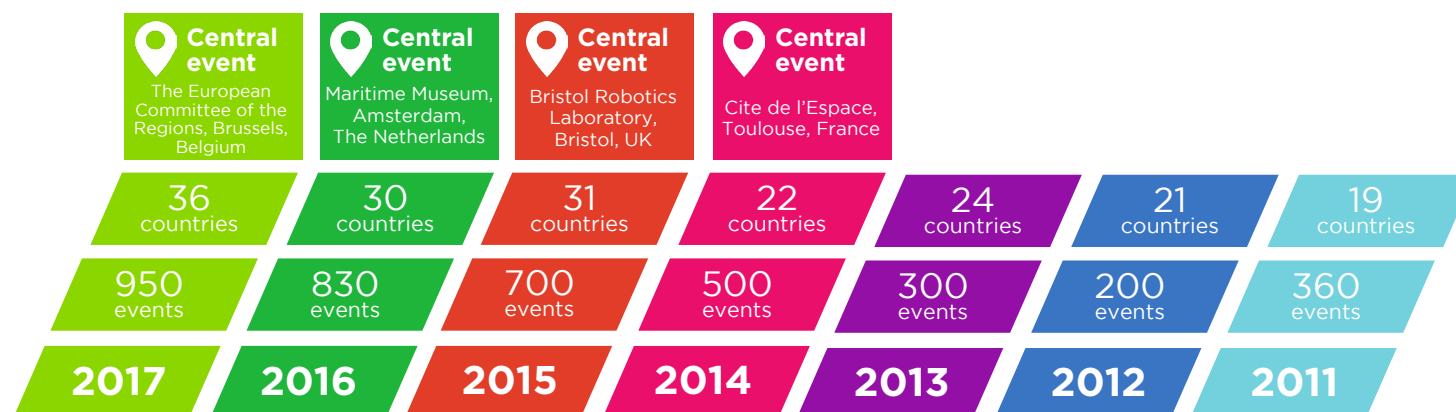 Central
event
The European
Committee of the
Regions, Brussels,
Belgium
Central
event
Maritime Museum,
Amsterdam,
The Netherlands
Central
event
Bristol Robotics
Laboratory,
Bristol, UK
Central
event
Cite de l'Espace,
Toulouse, France
36
countries
30
countries
31
countries
22
countries
24
countries
21
countries
19
countries
950
events
830
events
700
events
500
events
300
events
200
events
360
events
2017
2016
2015
2014
2013
2012
2011